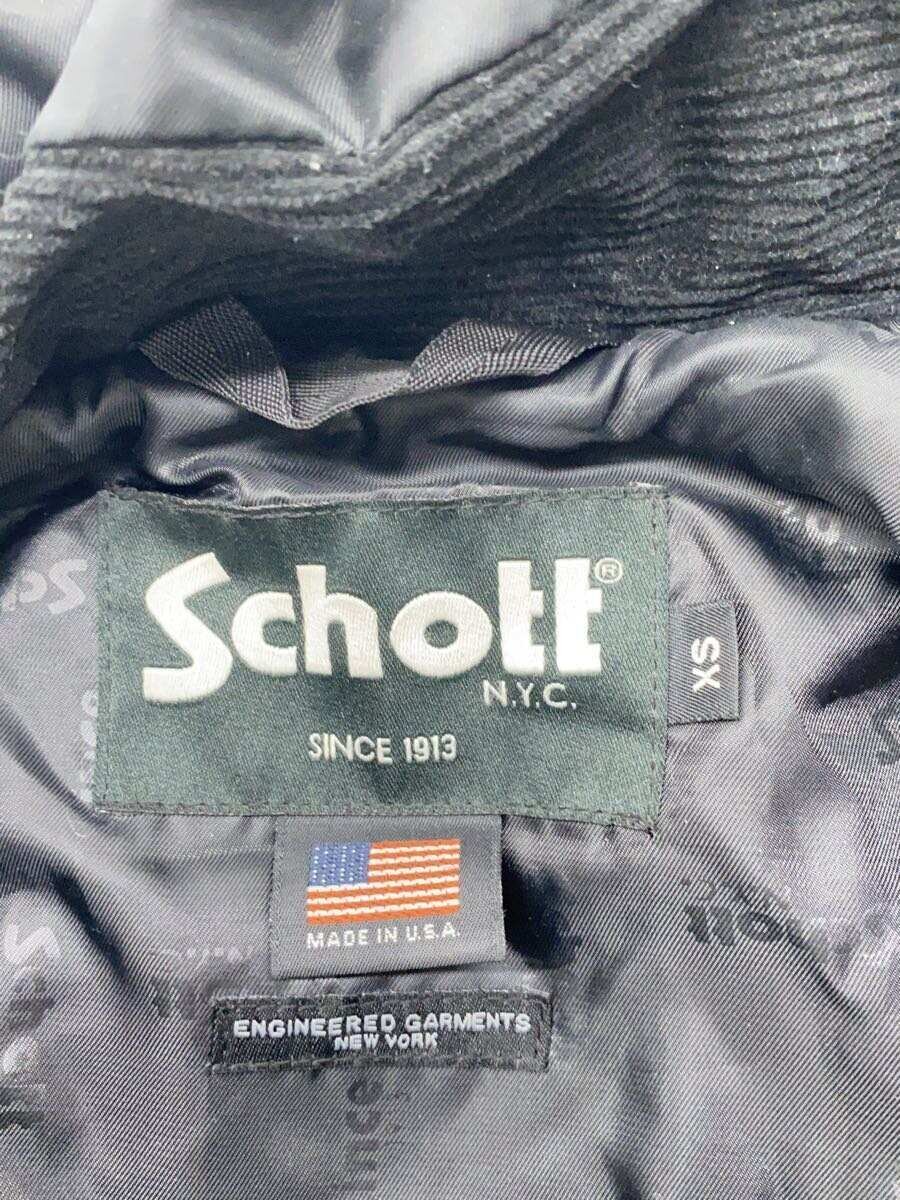 Schott®
N.Y.C.
SINCE 1913
XS
MADE IN U.S.A.
ENGINEERED GARMENTS
NEW YORK